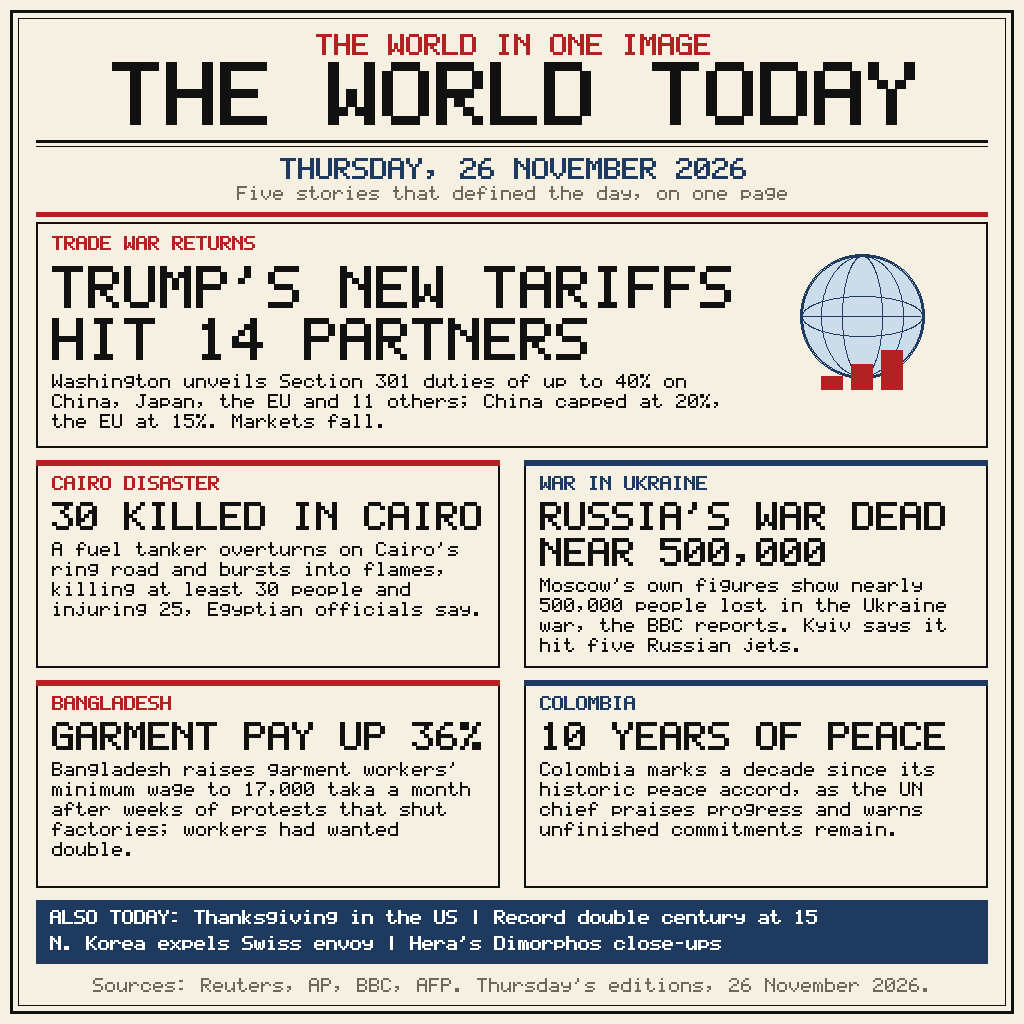 THE WORLD IN ONE IMAGE
THE WORLD TODAY
THURSDAY, 26 NOVEMBER 2026
Five stories that defined the day, on one page
TRADE WAR RETURNS
TRUMP'S NEW TARIFFS
HIT 14 PARTNERS
Washington unveils Section 301 duties of up to 40% on
China, Japan, the EU and 11 others; China capped at 20%,
the EU at 15%. Markets fall.
CAIRO DISASTER
30 KILLED IN CAIRO
A fuel tanker overturns on Cairo's
ring road and bursts into flames,
killing at least 30 people and
injuring 25, Egyptian officials say.
WAR IN UKRAINE
RUSSIA'S WAR DEAD
NEAR 500,000
Moscow's own figures show nearly
500,000 people lost in the Ukraine
war, the BBC reports. Kyiv says it
hit five Russian jets.
BANGLADESH
GARMENT PAY UP 36%
Bangladesh raises garment workers'
minimum wage to 17,000 taka a month
after weeks of protests that shut
factories; workers had wanted
double.
COLOMBIA
10 YEARS OF PEACE
Colombia marks a decade since its
historic peace accord, as the UN
chief praises progress and warns
unfinished commitments remain.
ALSO TODAY: Thanksgiving in the US | Record double century at 15
N. Korea expels Swiss envoy | Hera's Dimorphos close-ups
Sources: Reuters, AP, BBC, AFP. Thursday's editions, 26 November 2026.